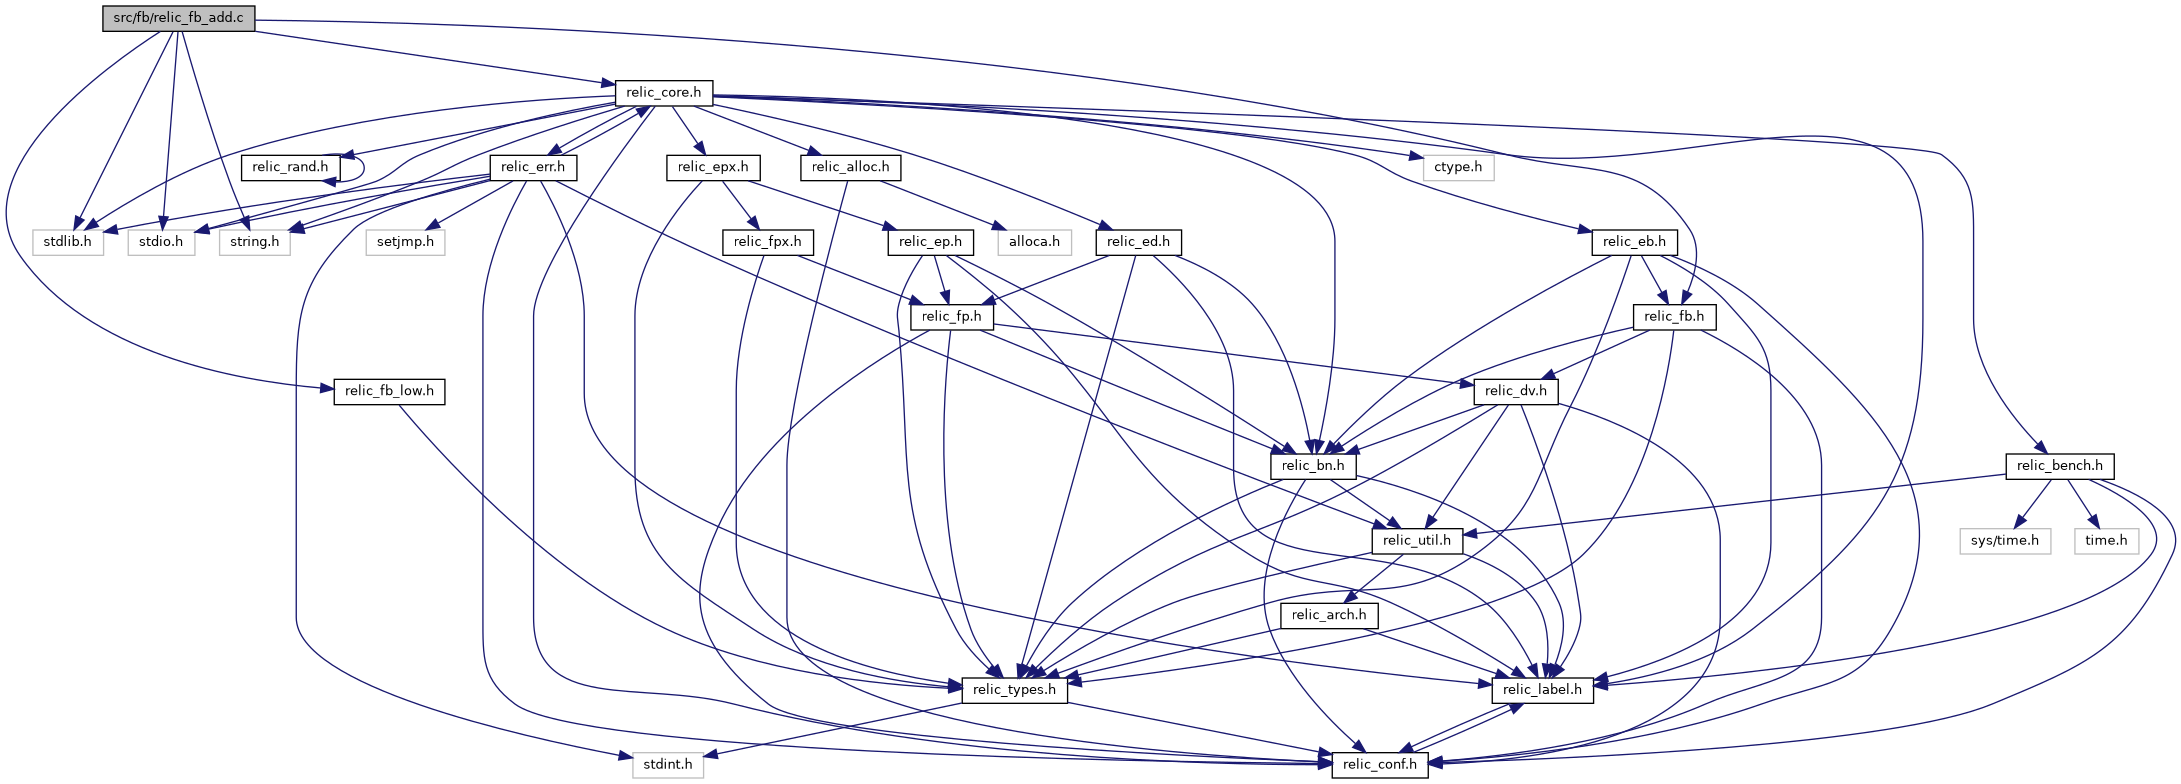 src/fb/relic_fb_add.c
relic_core.h
relic_rand.h
relic_err.h
relic_epx.h
relic_alloc.h
ctype.h
stdlib.h
stdio.h
string.h
setjmp.h
relic_fpx.h
relic_ep.h
alloca.h
relic_ed.h
relic_eb.h
relic_fp.h
relic_fb.h
relic_fb_low.h
relic_dv.h
relic_bn.h
relic_bench.h
relic_util.h
sys/time.h
time.h
relic_arch.h
relic_types.h
relic_label.h
stdint.h
relic_conf.h